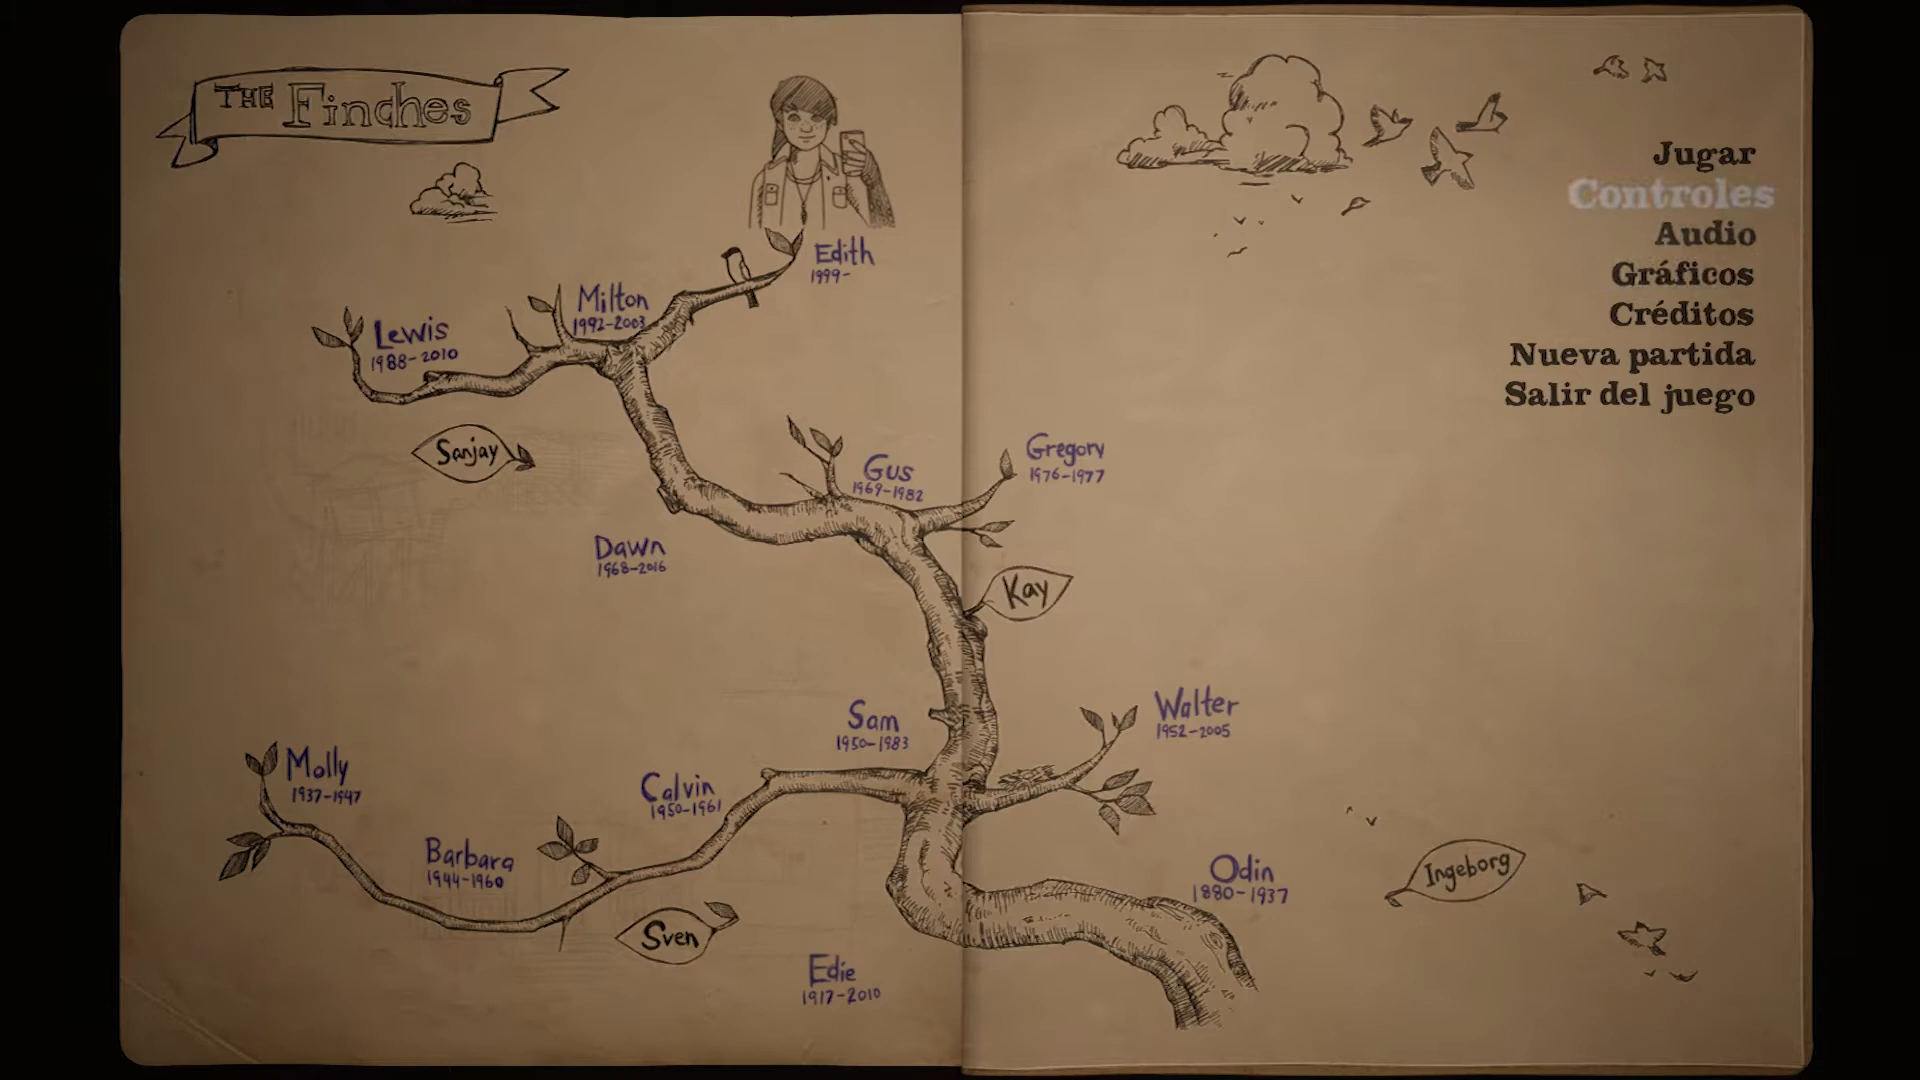 THE Finches
Edith
1999-
Milton
1992-2003
Lewis
1988-2010
Sanjay
Gus
1969-1982
Gregory
1976-1977
Dawn
1968-2016
Kay
Sam
1950-1983
Walter
1952-2005
Molly
1937-1947
Calvin
1950-1961
Barbara
1944-1960
Sven
Odin
1880-1937
Ingeborg
Edie
1917-2010
Jugar
Controles
Audio
Gráficos
Créditos
Nueva partida
Salir del juego